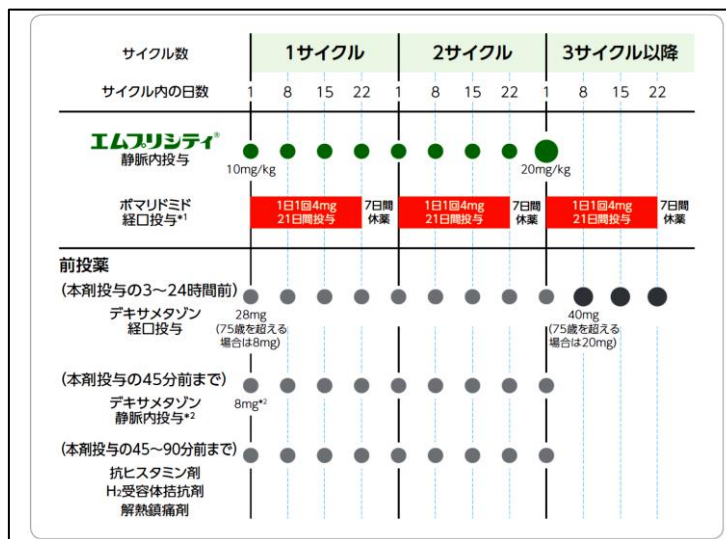 サイクル数 1サイクル 2サイクル 3サイクル以降
サイクル内の日数 1 8 15 22 1 8 15 22 1 8 15 22
エムプリシティ®
静脈内投与
10mg/kg 20mg/kg
ポマリドミド
経口投与*1
1日1回4mg
21日間投与
7日間
休薬
1日1回4mg
21日間投与
7日間
休薬
1日1回4mg
21日間投与
7日間
休薬
前投薬
(本剤投与の3～24時間前)
デキサメタゾン
経口投与
28mg
(75歳を超える
場合は8mg)
40mg
(75歳を超える
場合は20mg)
(本剤投与の45分前まで)
デキサメタゾン
静脈内投与*2
8mg*2
(本剤投与の45～90分前まで)
抗ヒスタミン剤
H2受容体拮抗剤
解熱鎮痛剤